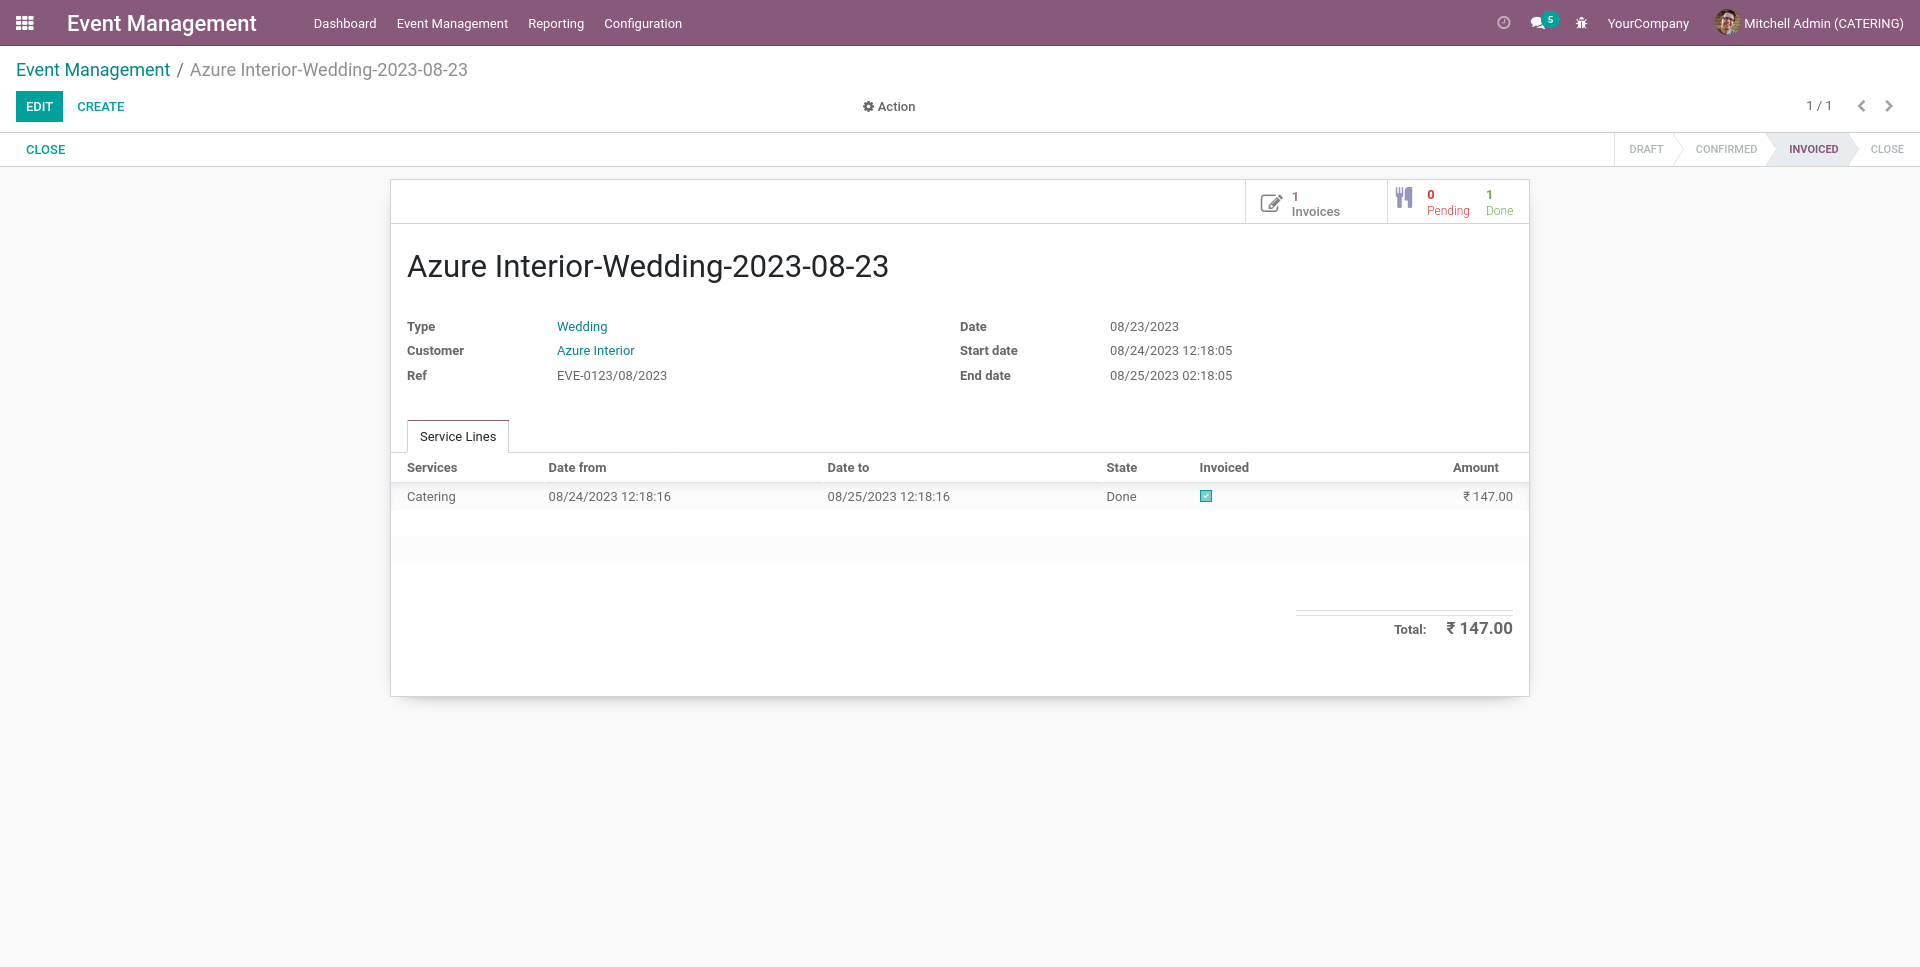 Event Management Dashboard Event Management Reporting Configuration 5 YourCompany Mitchell Admin (CATERING)
Event Management / Azure Interior-Wedding-2023-08-23
EDIT CREATE Action 1 / 1
CLOSE DRAFT CONFIRMED INVOICED CLOSE
1 Invoices 0 Pending 1 Done
Azure Interior-Wedding-2023-08-23
Type Wedding Date 08/23/2023
Customer Azure Interior Start date 08/24/2023 12:18:05
Ref EVE-0123/08/2023 End date 08/25/2023 02:18:05
Service Lines
Services Date from Date to State Invoiced Amount
Catering 08/24/2023 12:18:16 08/25/2023 12:18:16 Done ₹ 147.00
Total: ₹ 147.00